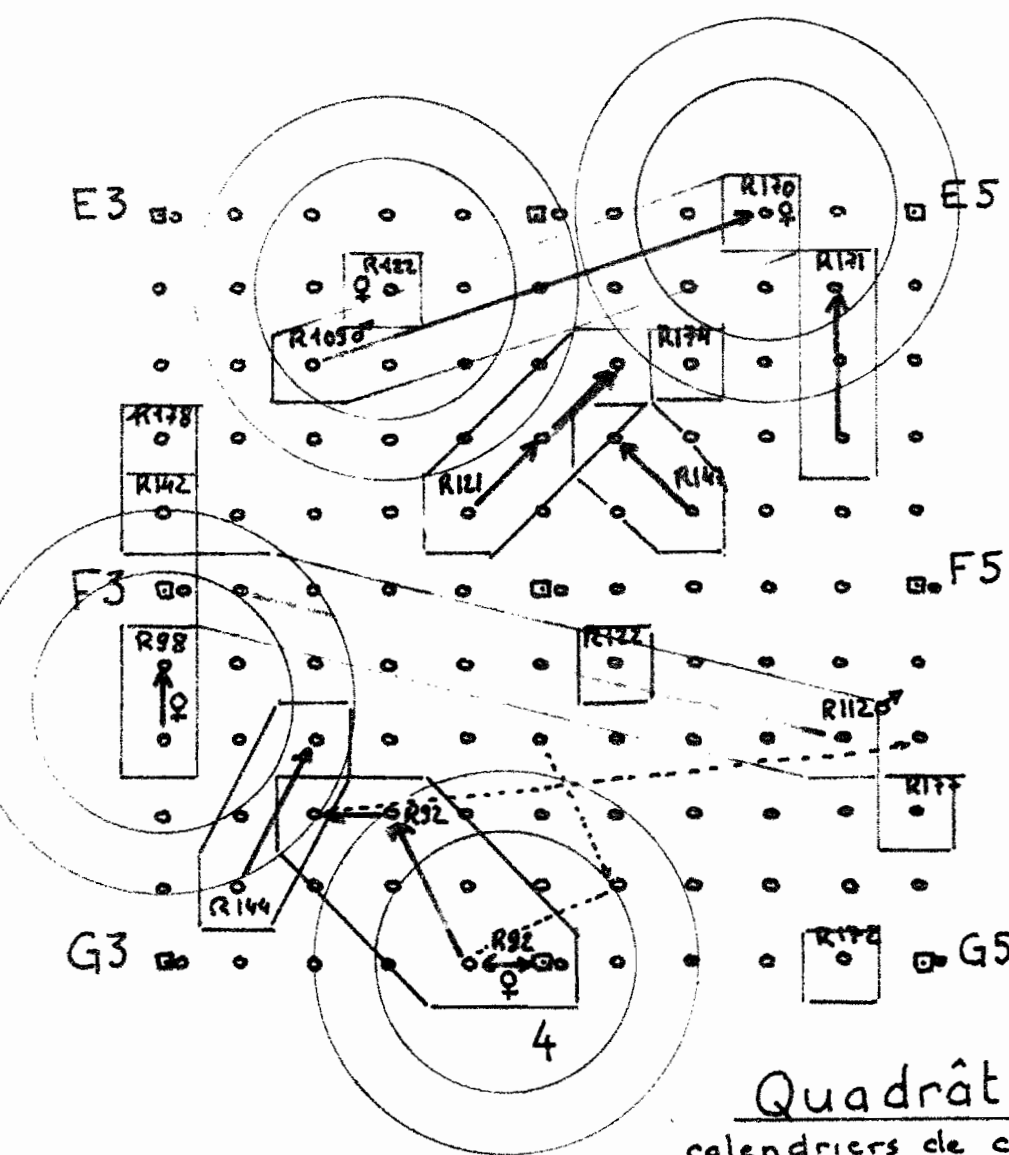 R170
E3 E5
R122 R171
R105♂ R174
R178
R142 R121 R147
F3 F5
R98 R122
♀ R112♂
R92 R177
R144
G3 R92 R172 G5
♀
4
Quadrât
calendriers de c